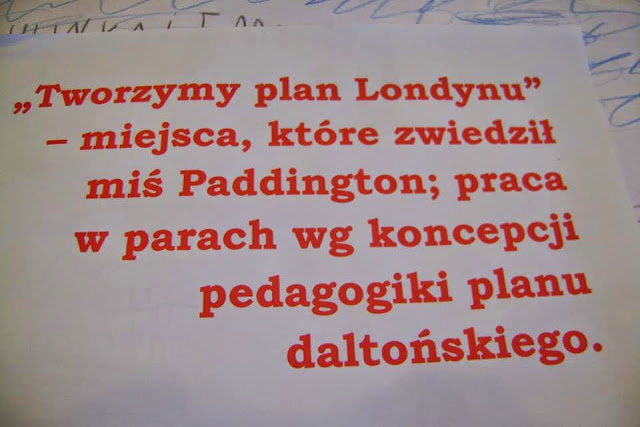 „Tworzymy plan Londynu”
– miejsca, które zwiedził
miś Paddington; praca
w parach wg koncepcji
pedagogiki planu
daltońskiego.